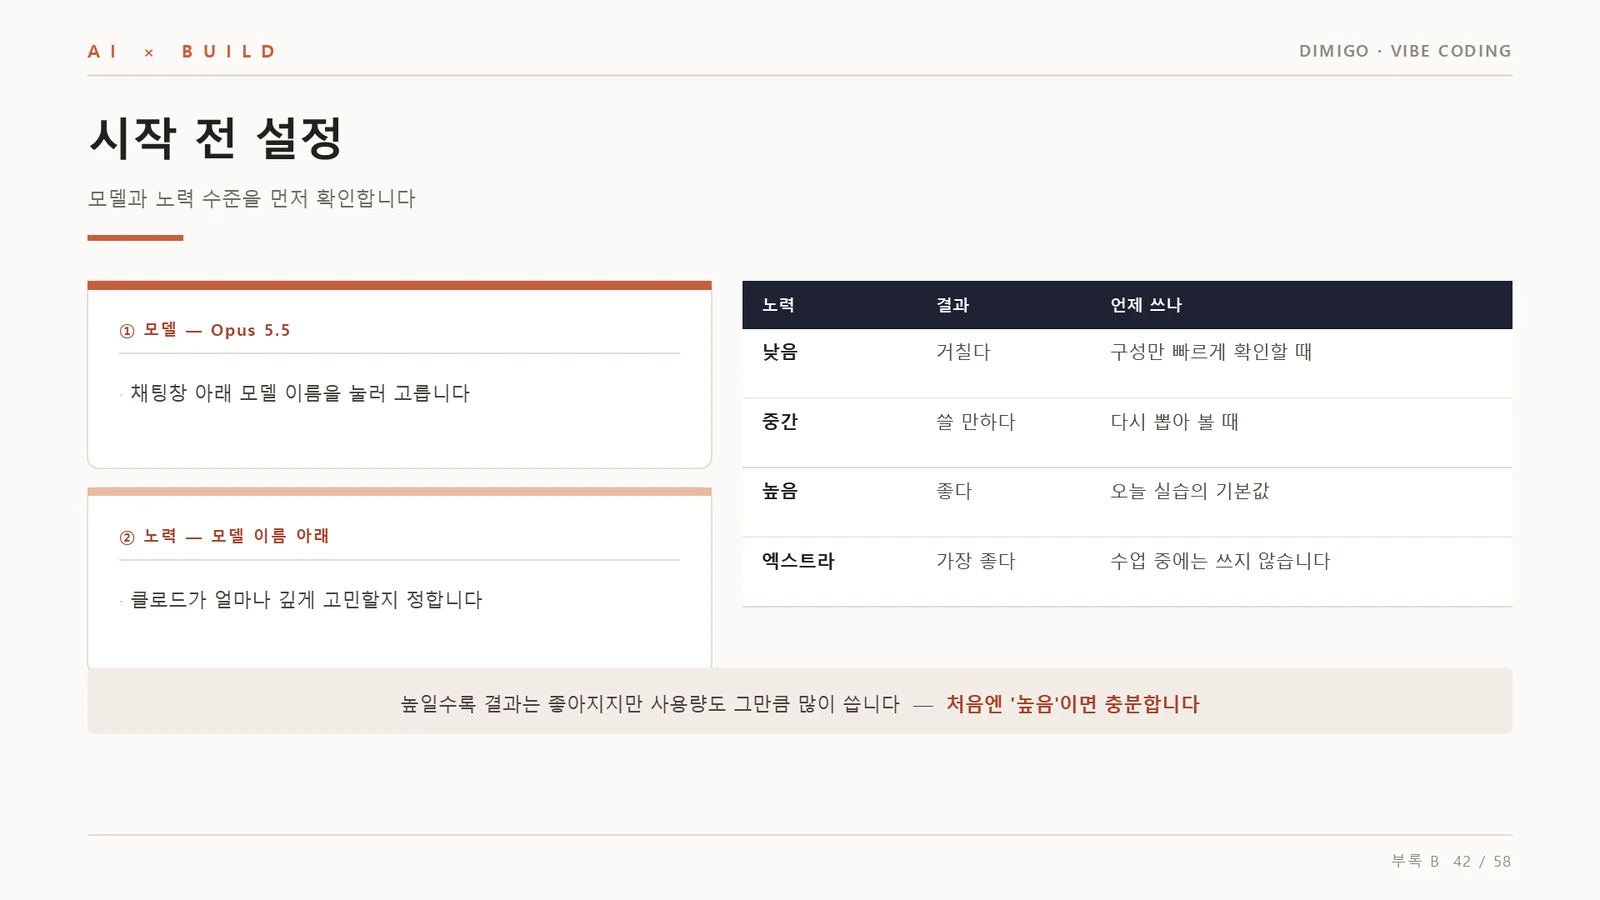 AI × BUILD
DIMIGO · VIBE CODING
시작 전 설정
모델과 노력 수준을 먼저 확인합니다
① 모델 — Opus 5.5
· 채팅창 아래 모델 이름을 눌러 고릅니다
② 노력 — 모델 이름 아래
· 클로드가 얼마나 깊게 고민할지 정합니다
노력 결과 언제 쓰나
낮음 거칠다 구성만 빠르게 확인할 때
중간 쓸 만하다 다시 뽑아 볼 때
높음 좋다 오늘 실습의 기본값
엑스트라 가장 좋다 수업 중에는 쓰지 않습니다
높일수록 결과는 좋아지지만 사용량도 그만큼 많이 씁니다 — 처음엔 '높음'이면 충분합니다
부록 B 42 / 58